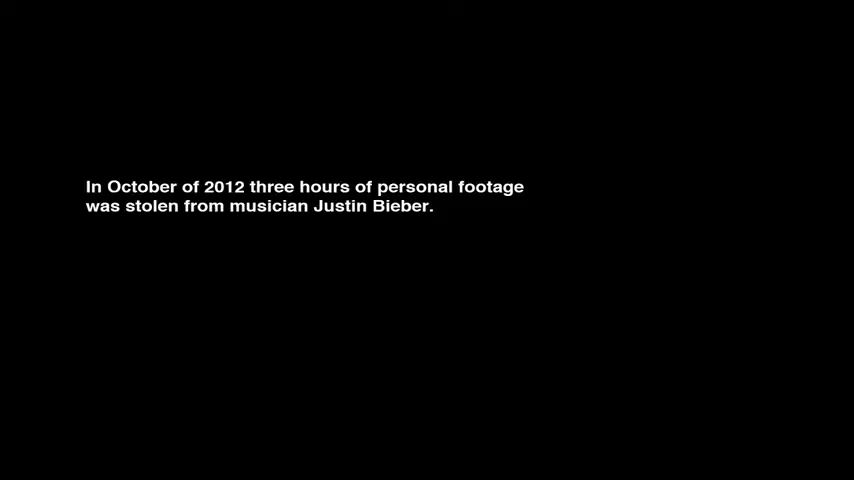 In October of 2012 three hours of personal footage
was stolen from musician Justin Bieber.